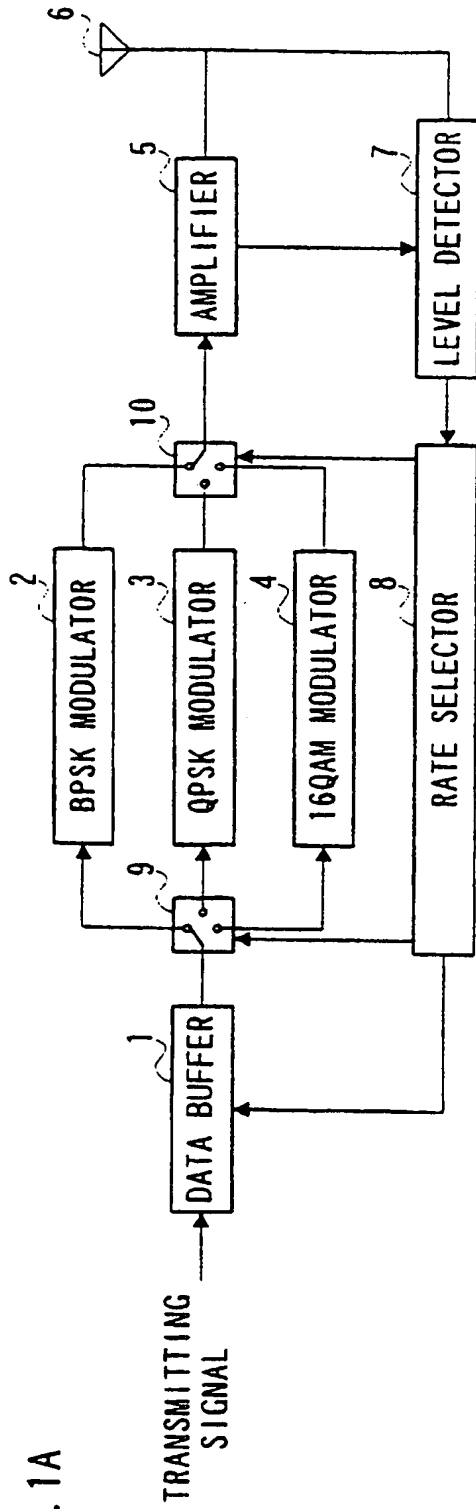 . 1A
TRANSMITTING
SIGNAL
1
DATA BUFFER
9
2
BPSK MODULATOR
3
QPSK MODULATOR
4
16QAM MODULATOR
10
5
AMPLIFIER
6
7
LEVEL DETECTOR
8
RATE SELECTOR